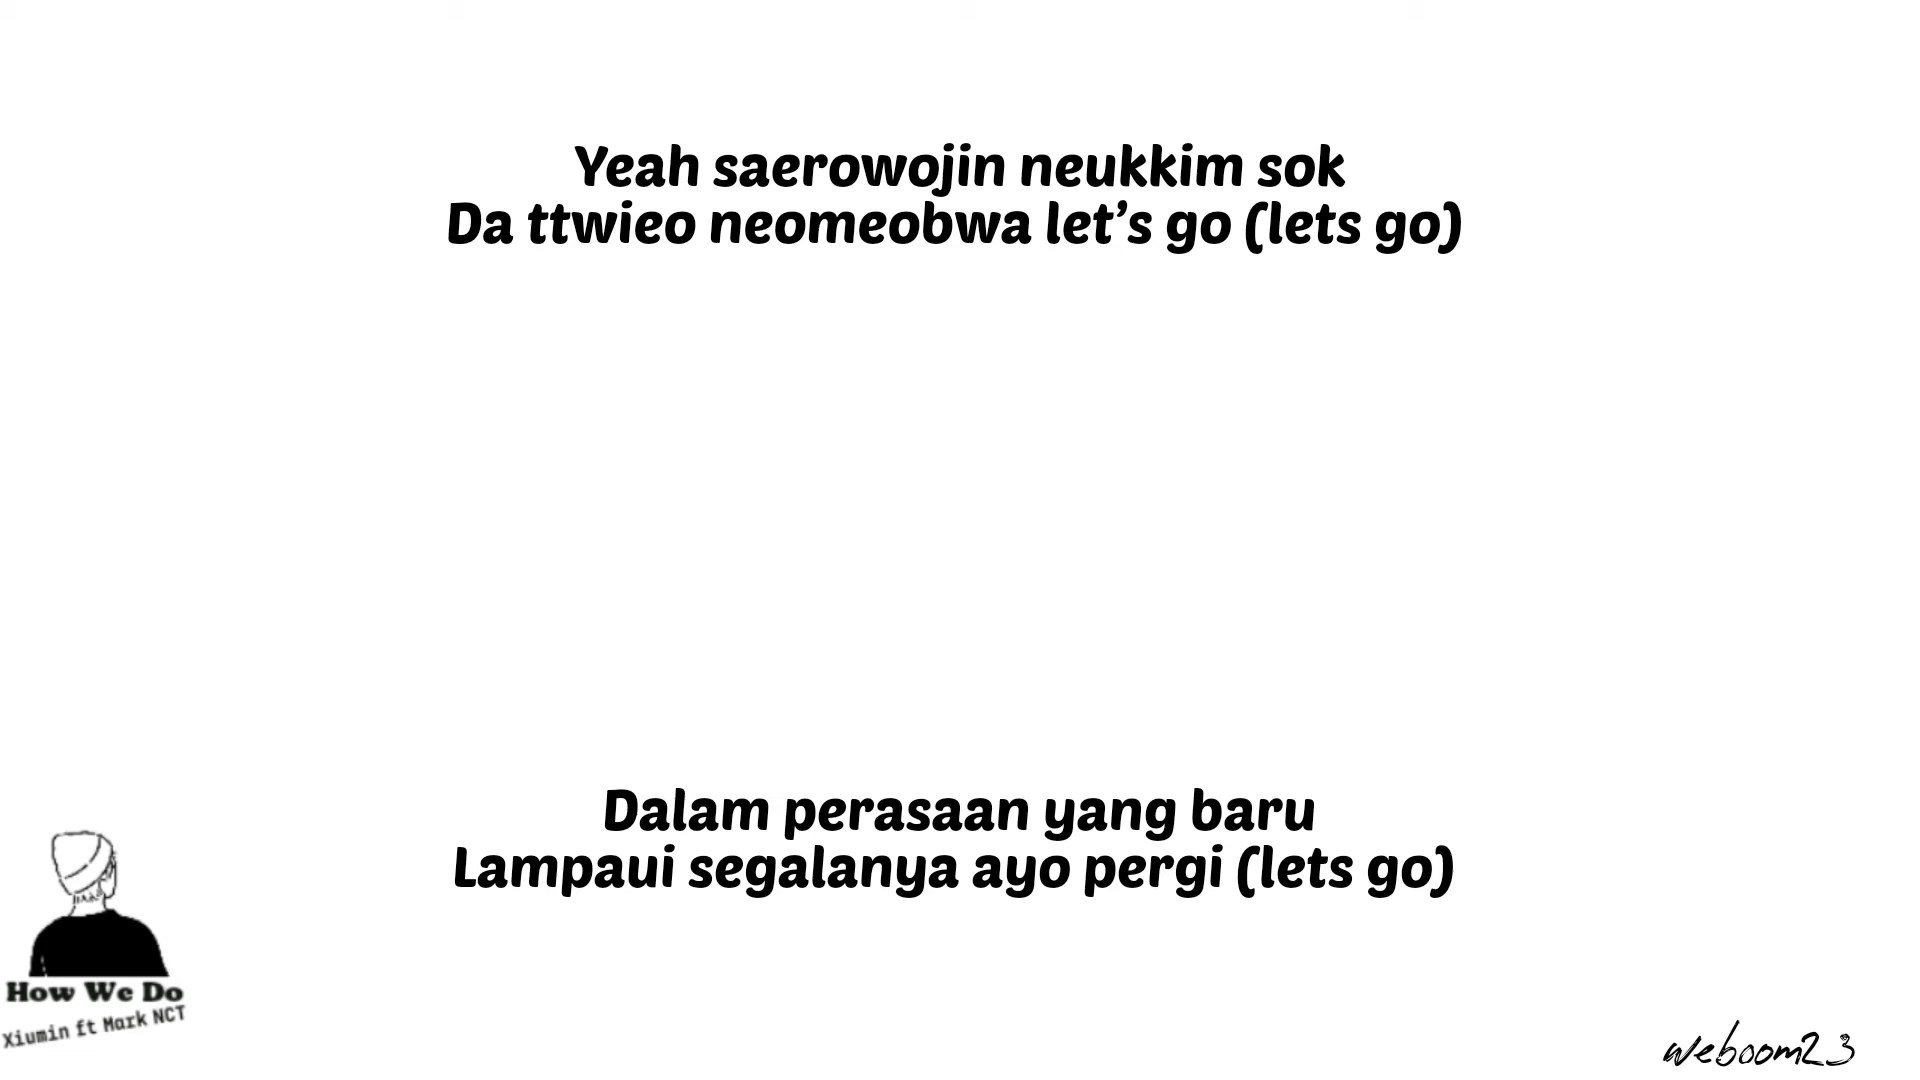 Yeah saerowojin neukkim sok
Da ttwieo neomeobwa let’s go (lets go)
Dalam perasaan yang baru
Lampaui segalanya ayo pergi (lets go)
How We Do
Xiumin ft Mark NCT
weboom23